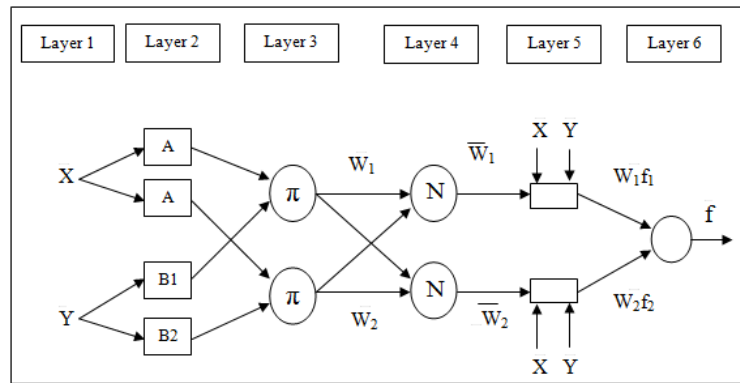 Layer 1 Layer 2 Layer 3 Layer 4 Layer 5 Layer 6
X Y
A
W₁ W̅₁ W₁f₁
X A π N f
B1 π N
Y B2 W₂ W̅₂ W₂f₂
X Y